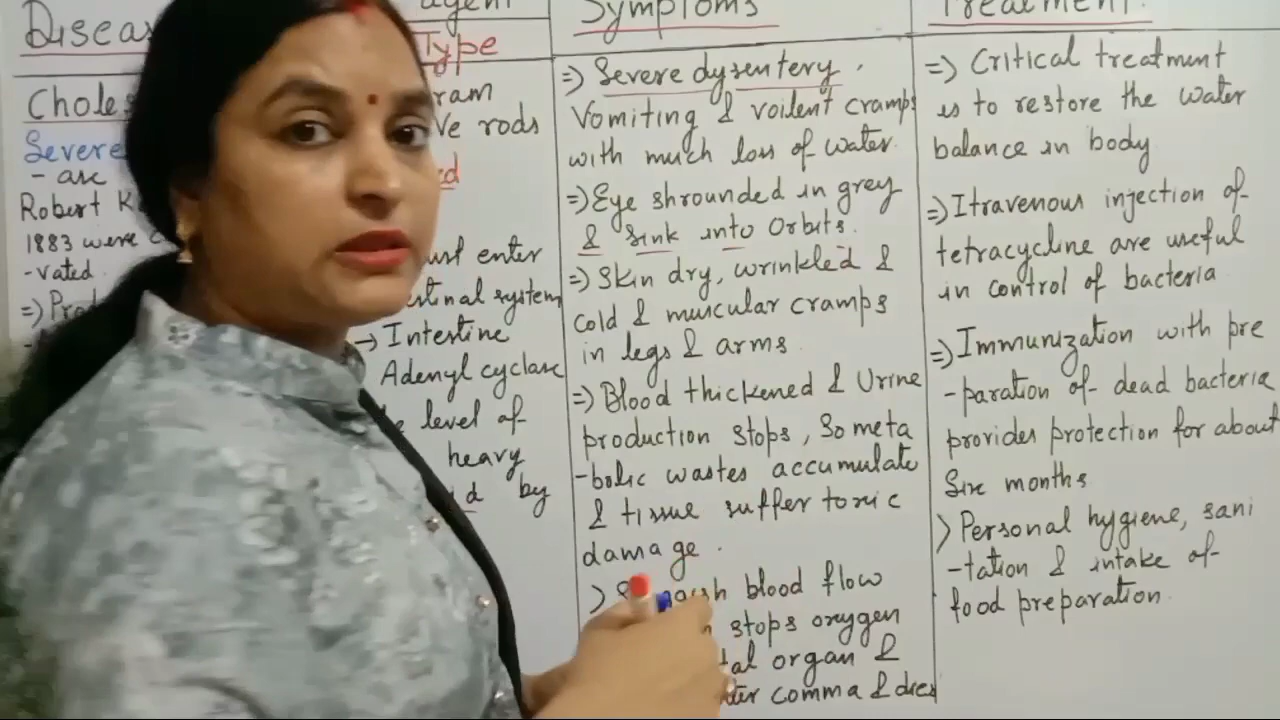 Disease
agent
Type
Symptoms
Treatment.
Severe
- are
Robert K
1883 were
- vated
ram
ve rods
ust enter
stinal system
→ Intestine
Adenyl cyclase
level of
heavy
by
=> Severe dysentery.
Vomiting & voilent cramps
with much loss of water.
=> Eye shrounded in grey
& sink into Orbits.
=> Skin dry, wrinkled &
cold & muscular cramps
in legs & arms.
=> Blood thickened & Urine
production stops, So meta
-bolic wastes accumulate
& tissue suffer toxic
damage.
blood flow
stops oxygen
organ &
comma & dies
=> Critical treatment
is to restore the water
balance in body
=> Itravenous injection of
tetracycline are useful
in control of bacteria
=> Immunization with pre
-paration of dead bacteria
provides protection for about
Six months
) Personal hygiene, sani
-tation & intake of
food preparation.